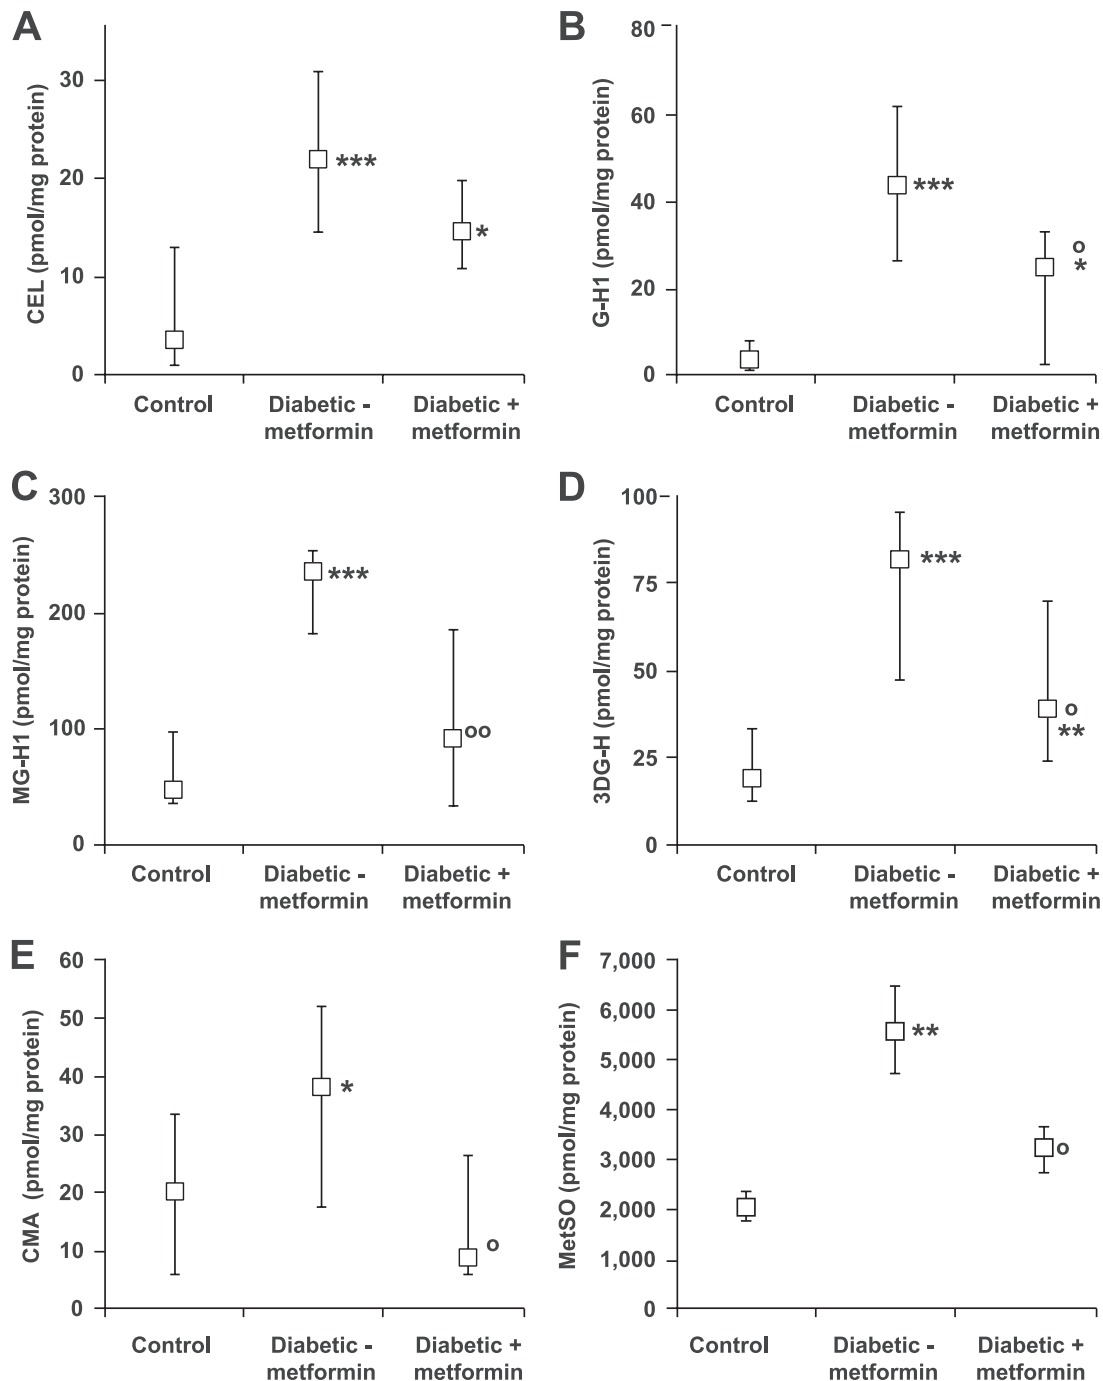 A
CEL (pmol/mg protein)
30
20
10
0
***
*
Control
Diabetic -
metformin
Diabetic +
metformin
B
G-H1 (pmol/mg protein)
80
60
40
20
0
***
o
*
Control
Diabetic -
metformin
Diabetic +
metformin
C
MG-H1 (pmol/mg protein)
300
200
100
0
***
oo
Control
Diabetic -
metformin
Diabetic +
metformin
D
3DG-H (pmol/mg protein)
100
75
50
25
0
***
o
**
Control
Diabetic -
metformin
Diabetic +
metformin
E
CMA (pmol/mg protein)
60
50
40
30
20
10
0
*
o
Control
Diabetic -
metformin
Diabetic +
metformin
F
MetSO (pmol/mg protein)
7,000
6,000
5,000
4,000
3,000
2,000
1,000
0
**
o
Control
Diabetic -
metformin
Diabetic +
metformin